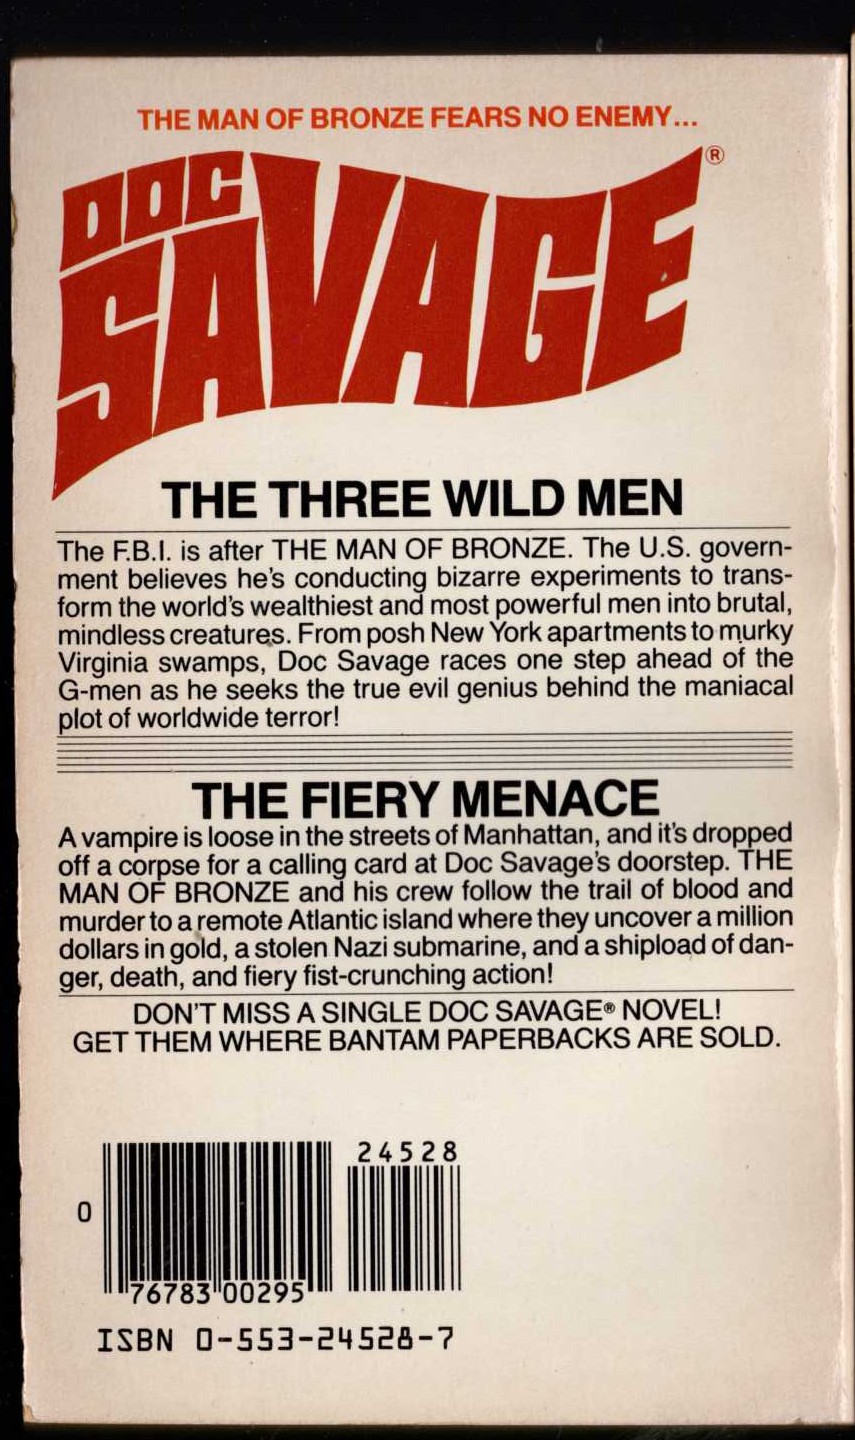 THE MAN OF BRONZE FEARS NO ENEMY...
DOC
SAVAGE®
THE THREE WILD MEN
The F.B.I. is after THE MAN OF BRONZE. The U.S. govern-
ment believes he's conducting bizarre experiments to trans-
form the world's wealthiest and most powerful men into brutal,
mindless creatures. From posh New York apartments to murky
Virginia swamps, Doc Savage races one step ahead of the
G-men as he seeks the true evil genius behind the maniacal
plot of worldwide terror!
THE FIERY MENACE
A vampire is loose in the streets of Manhattan, and it's dropped
off a corpse for a calling card at Doc Savage's doorstep. THE
MAN OF BRONZE and his crew follow the trail of blood and
murder to a remote Atlantic island where they uncover a million
dollars in gold, a stolen Nazi submarine, and a shipload of dan-
ger, death, and fiery fist-crunching action!
DON'T MISS A SINGLE DOC SAVAGE® NOVEL!
GET THEM WHERE BANTAM PAPERBACKS ARE SOLD.
24528
0
76783 00295
ISBN 0-553-24528-7